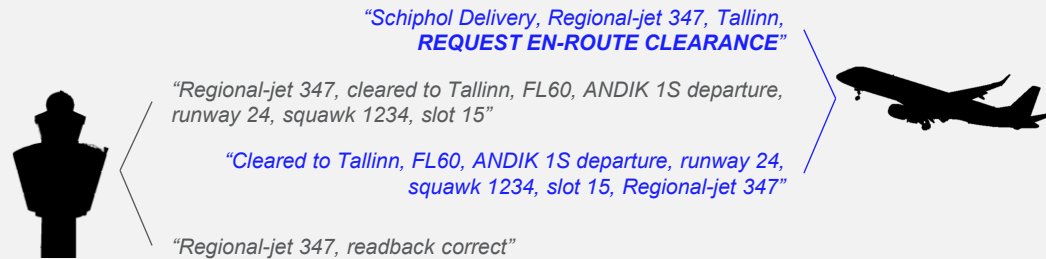 “Schiphol Delivery, Regional-jet 347, Tallinn,
REQUEST EN-ROUTE CLEARANCE”
“Regional-jet 347, cleared to Tallinn, FL60, ANDIK 1S departure,
runway 24, squawk 1234, slot 15”
“Cleared to Tallinn, FL60, ANDIK 1S departure, runway 24,
squawk 1234, slot 15, Regional-jet 347”
“Regional-jet 347, readback correct”